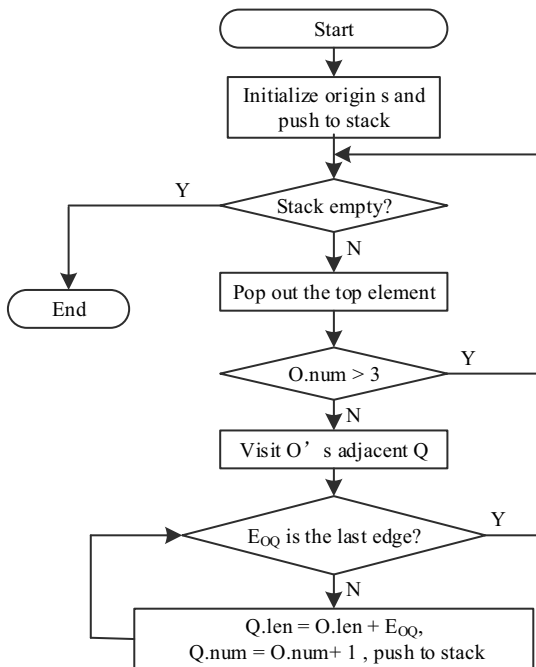 Start
Initialize origin s and
push to stack
Y
Stack empty?
N
End
Pop out the top element
O.num > 3
Y
N
Visit O’s adjacent Q
E_OQ is the last edge?
Y
N
Q.len = O.len + E_OQ,
Q.num = O.num+ 1 , push to stack